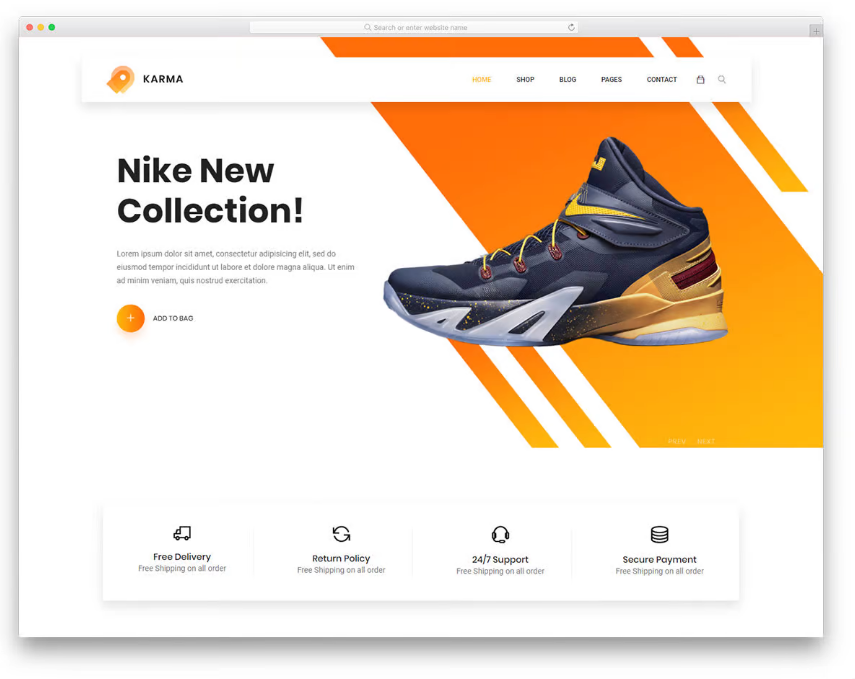 Search or enter website name
KARMA
HOME SHOP BLOG PAGES CONTACT
Nike New
Collection!
Lorem ipsum dolor sit amet, consectetur adipisicing elit, sed do
eiusmod tempor incididunt ut labore et dolore magna aliqua. Ut enim
ad minim veniam, quis nostrud exercitation.
ADD TO BAG
PREV NEXT
Free Delivery
Free Shipping on all order
Return Policy
Free Shipping on all order
24/7 Support
Free Shipping on all order
Secure Payment
Free Shipping on all order